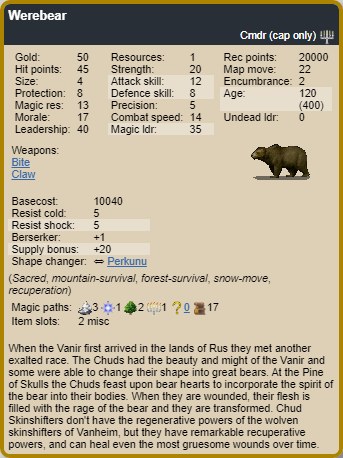 Werebear
Cmdr (cap only)
Gold: 50 Resources: 1 Rec points: 20000
Hit points: 45 Strength: 20 Map move: 22
Size: 4 Attack skill: 12 Encumbrance: 2
Protection: 8 Defence skill: 8 Age: 120
Magic res: 13 Precision: 5 (400)
Morale: 17 Combat speed: 14 Undead ldr: 0
Leadership: 40 Magic ldr: 35
Weapons:
Bite
Claw
Basecost: 10040
Resist cold: 5
Resist shock: 5
Berserker: +1
Supply bonus: +20
Shape changer: ⇔ Perkunu
(Sacred, mountain-survival, forest-survival, snow-move,
recuperation)
Magic paths: 3 1 2 1 ? 0 17
Item slots: 2 misc
When the Vanir first arrived in the lands of Rus they met another
exalted race. The Chuds had the beauty and might of the Vanir and
some were able to change their shape into great bears. At the Pine
of Skulls the Chuds feast upon bear hearts to incorporate the spirit of
the bear into their bodies. When they are wounded, their flesh is
filled with the rage of the bear and they are transformed. Chud
Skinshifters don't have the regenerative powers of the wolven
skinshifters of Vanheim, but they have remarkable recuperative
powers, and can heal even the most gruesome wounds over time.